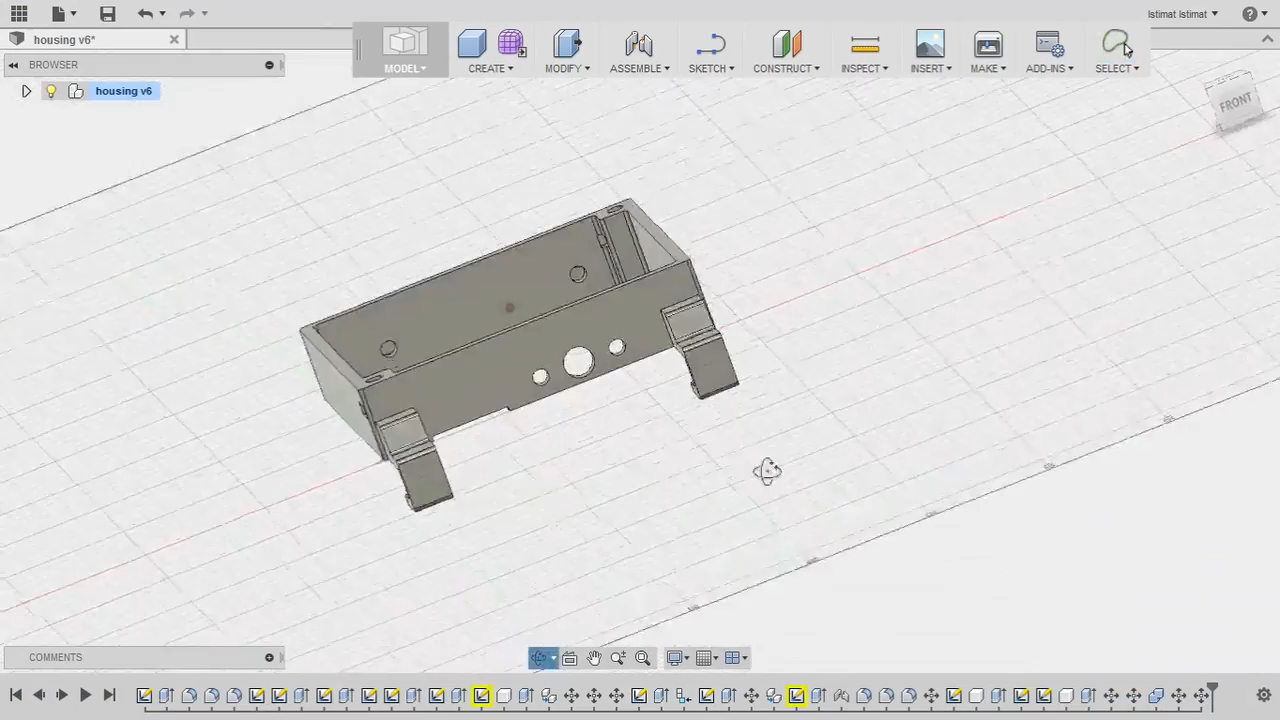 Istimat Istimat
housing v6*
MODEL
CREATE
MODIFY
ASSEMBLE
SKETCH
CONSTRUCT
INSPECT
INSERT
MAKE
ADD-INS
SELECT
BROWSER
housing v6
FRONT
COMMENTS